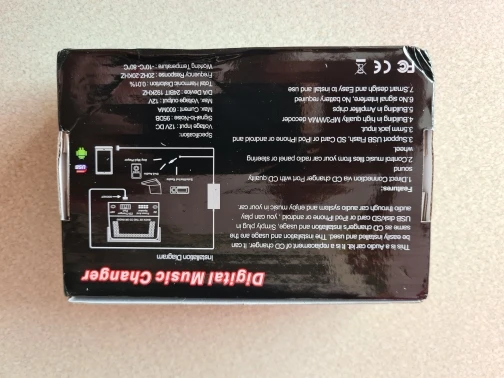 Digital Music Changer
This is a car Audio Car kit. It is a replacement of CD changer. it can
be easily installed and used. The installation and usage are the
same as CD changer's installation and usage. Simply plug in
USB disk/SD card or iPod iPhone or android , you can play
audio through car audio system and enjoy music in your car.
Features:
1.Direct Connection via CD Changer Port with CD quality
sound
2.Control music files from you car radio panel or steering
wheel
3.Support USB Flash, SD Card or iPod iPhone or android and
3.5mm jack input.
4.Building high quality MP3/WMA decoder
5.Building Amplifier chips
6.No signal Interferes, No battery required
7.Smart design and Easy to install and use
FC CE
Installation Diagram
Specification:
Voltage Input : 12V DC
Signal-to-Noise : 95DB
Current: 500MA
Max. Voltage output: 12V
D/A Device : 24BIT 192KHZ
Total Harmonic Distortion : 0.01%
Frequency Response : 20HZ-20KHZ
Working Temperature : -10°C- 80°C